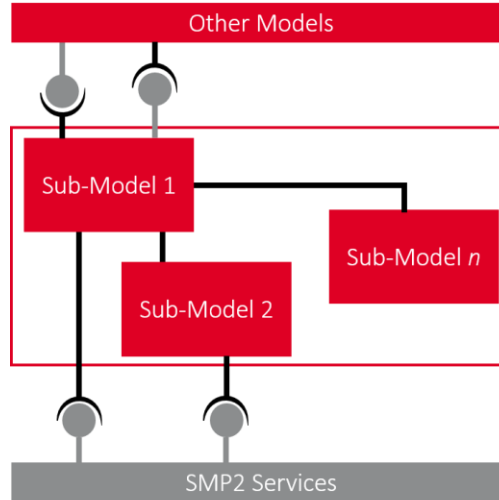 Other Models
Sub-Model 1
Sub-Model n
Sub-Model 2
SMP2 Services